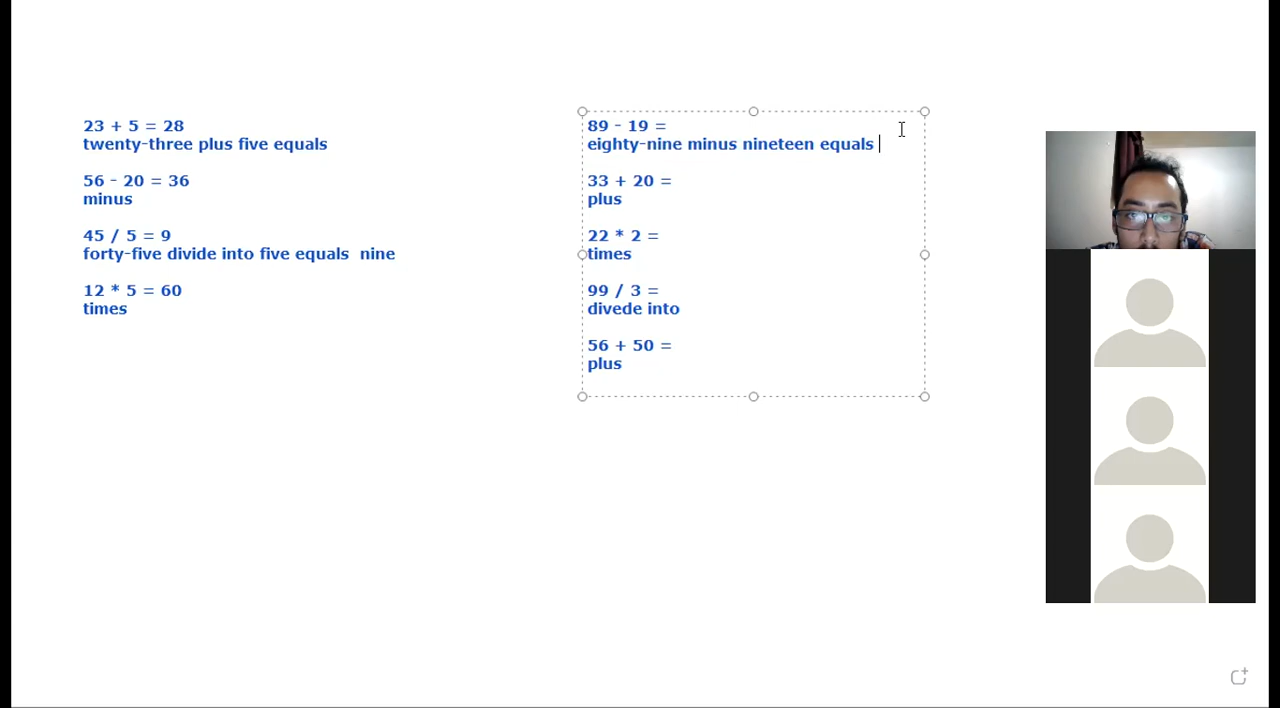 23 + 5 = 28
twenty-three plus five equals
56 - 20 = 36
minus
45 / 5 = 9
forty-five divide into five equals  nine
12 * 5 = 60
times
89 - 19 =
eighty-nine minus nineteen equals
33 + 20 =
plus
22 * 2 =
times
99 / 3 =
divede into
56 + 50 =
plus